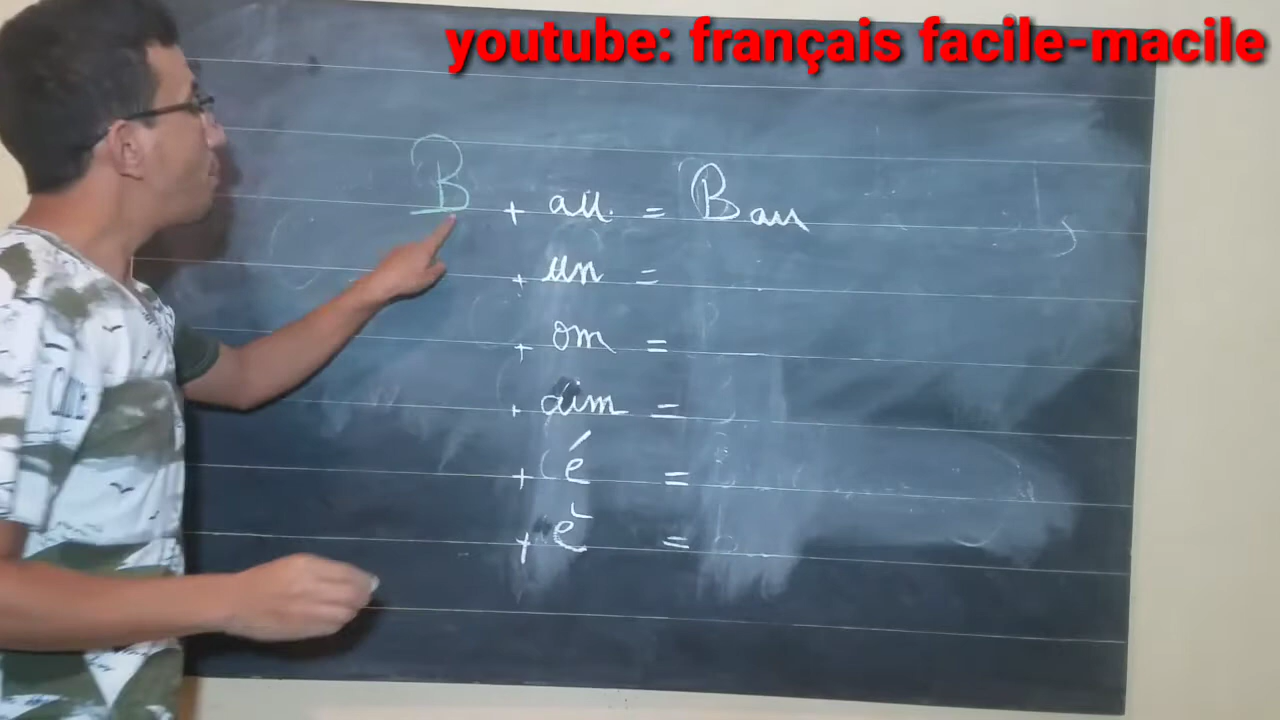 youtube: français facile-macile
B + au = Bau
+ un =
+ om =
+ aim =
+ é =
+ è =